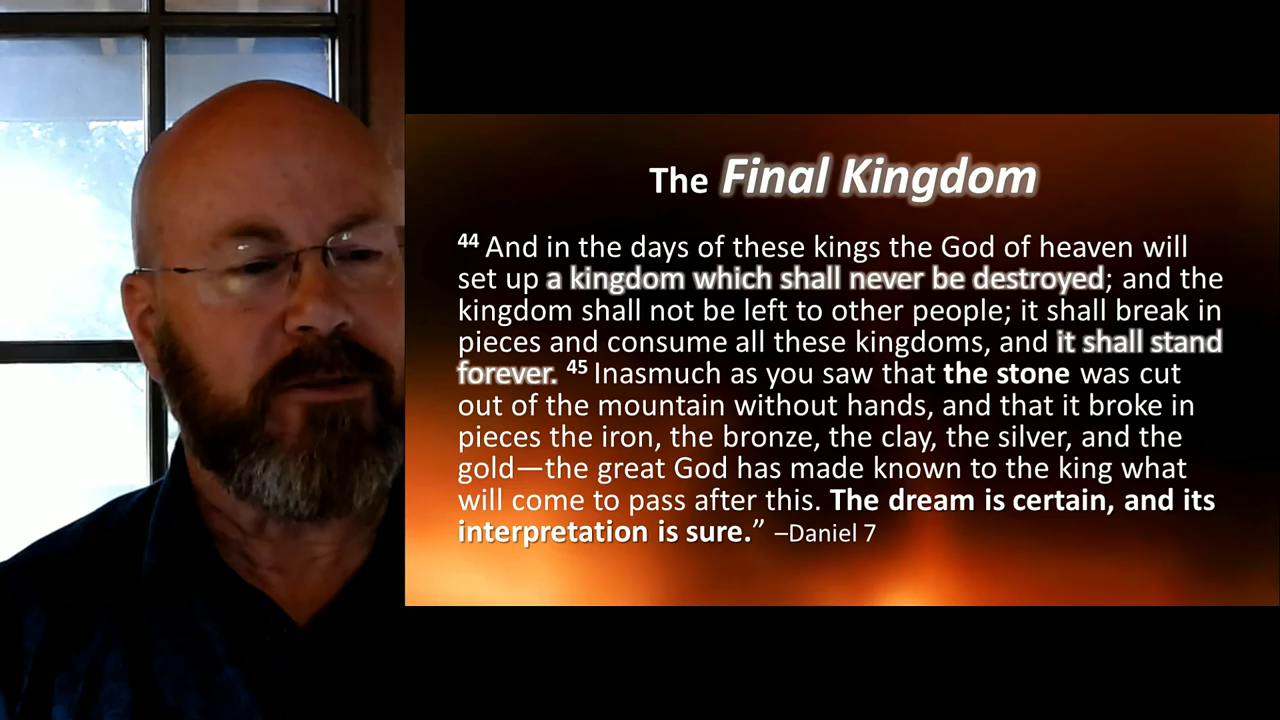 The Final Kingdom
44 And in the days of these kings the God of heaven will
set up a kingdom which shall never be destroyed; and the
kingdom shall not be left to other people; it shall break in
pieces and consume all these kingdoms, and it shall stand
forever. 45 Inasmuch as you saw that the stone was cut
out of the mountain without hands, and that it broke in
pieces the iron, the bronze, the clay, the silver, and the
gold—the great God has made known to the king what
will come to pass after this. The dream is certain, and its
interpretation is sure.” –Daniel 7